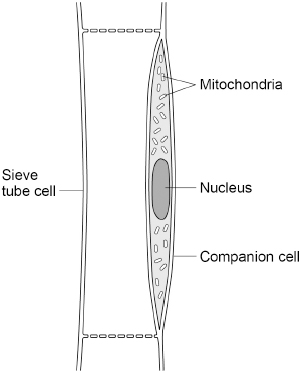 Mitochondria
Sieve
tube cell
Nucleus
Companion cell